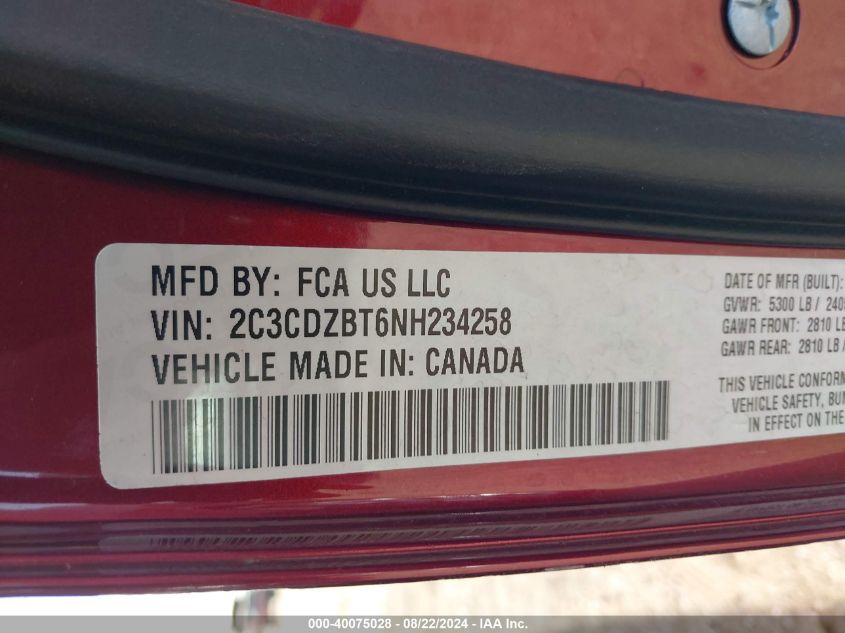 MFD BY: FCA US LLC
VIN: 2C3CDZBT6NH234258
VEHICLE MADE IN: CANADA
DATE OF MFR (BUILT):
GVWR: 5300 LB / 240
GAWR FRONT: 2810 LB
GAWR REAR: 2810 LB /
THIS VEHICLE CONFORM
VEHICLE SAFETY, BUM
IN EFFECT ON THE
000-40075028 - 08/22/2024 - IAA Inc.